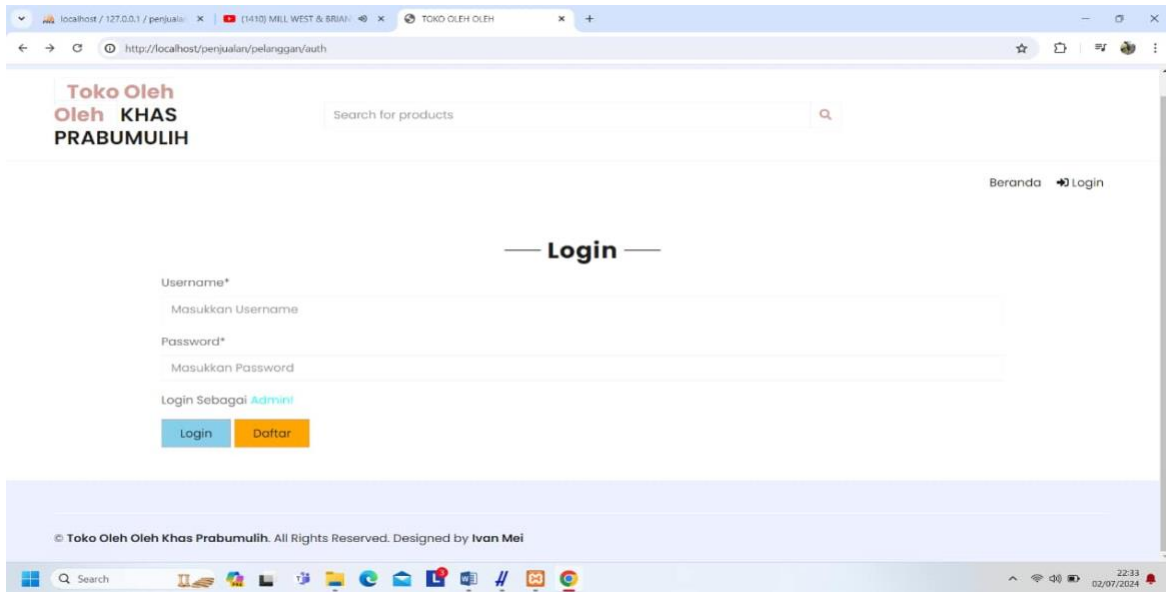 localhost / 127.0.0.1 / penjuala
(1410) MILL WEST & BRIAN
TOKO OLEH OLEH
http://localhost/penjualan/pelanggan/auth
Toko Oleh
Oleh KHAS
PRABUMULIH
Search for products
Beranda Login
Login
Username*
Masukkan Username
Password*
Masukkan Password
Login Sebagai Admin!
Login Daftar
© Toko Oleh Oleh Khas Prabumulih. All Rights Reserved. Designed by Ivan Mei
Search
22:33
02/07/2024